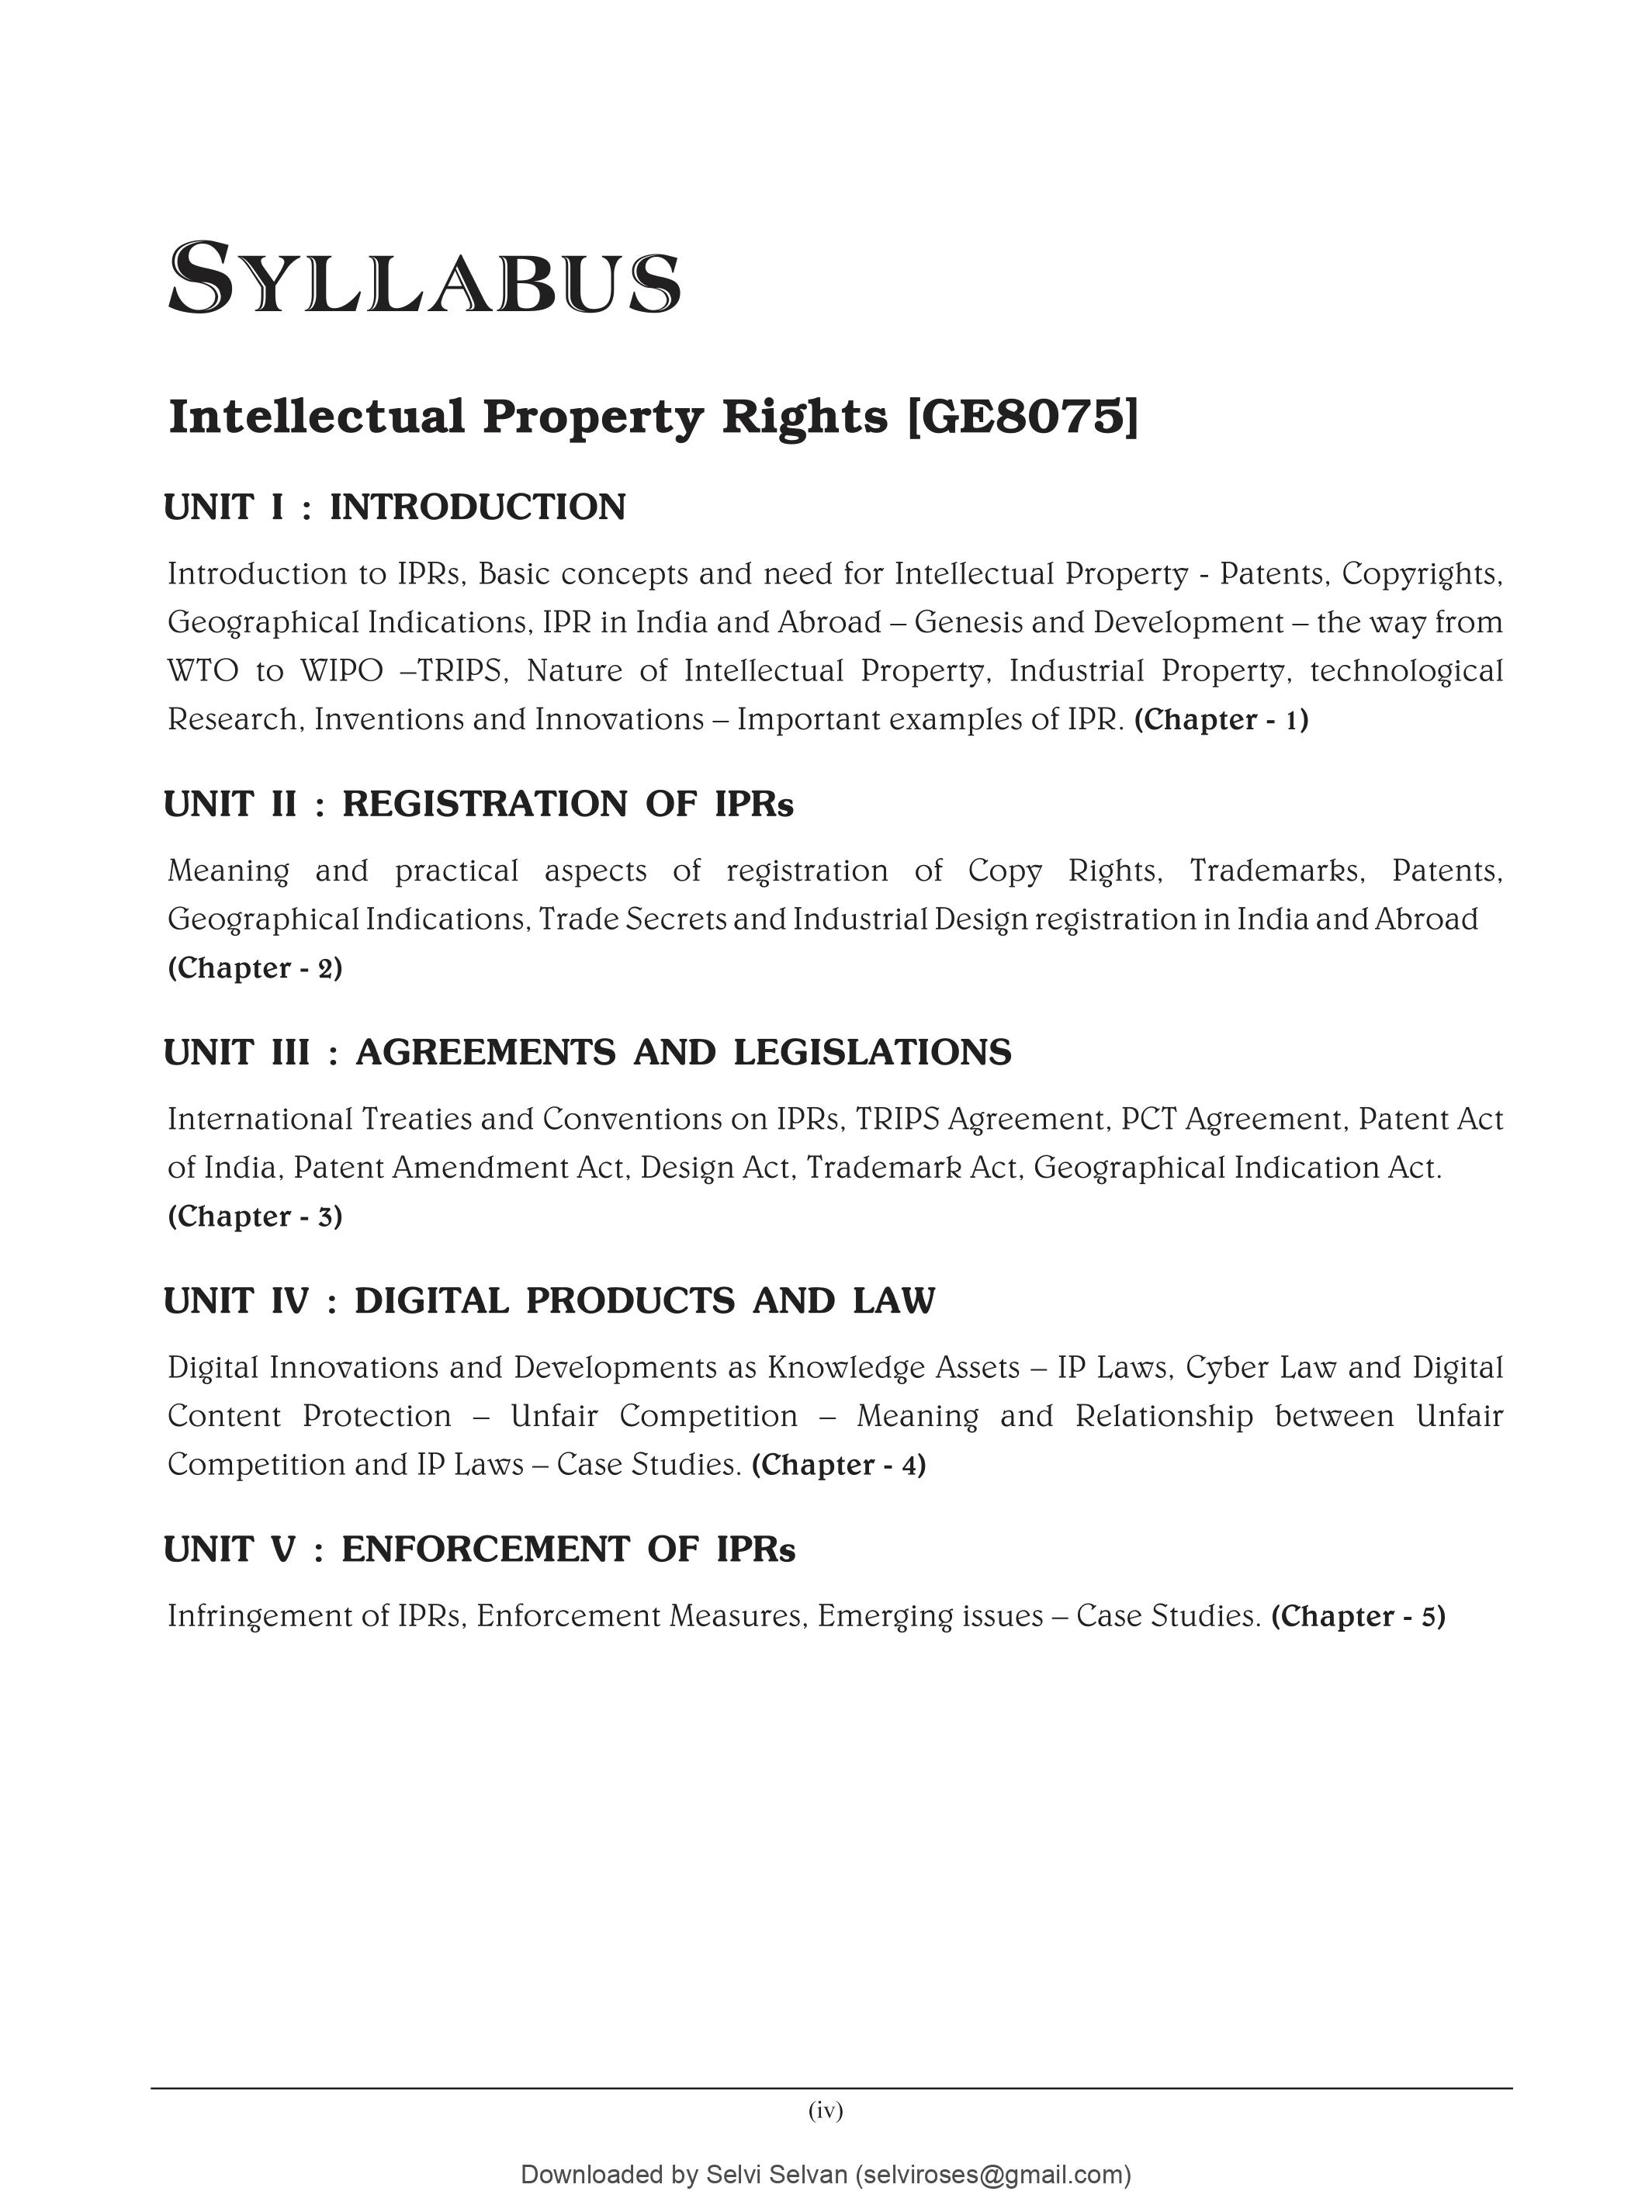 SYLLABUS
Intellectual Property Rights [GE8075]
UNIT I : INTRODUCTION
Introduction to IPRs, Basic concepts and need for Intellectual Property - Patents, Copyrights,
Geographical Indications, IPR in India and Abroad – Genesis and Development – the way from
WTO to WIPO –TRIPS, Nature of Intellectual Property, Industrial Property, technological
Research, Inventions and Innovations – Important examples of IPR. (Chapter - 1)
UNIT II : REGISTRATION OF IPRs
Meaning and practical aspects of registration of Copy Rights, Trademarks, Patents,
Geographical Indications, Trade Secrets and Industrial Design registration in India and Abroad
(Chapter - 2)
UNIT III : AGREEMENTS AND LEGISLATIONS
International Treaties and Conventions on IPRs, TRIPS Agreement, PCT Agreement, Patent Act
of India, Patent Amendment Act, Design Act, Trademark Act, Geographical Indication Act.
(Chapter - 3)
UNIT IV : DIGITAL PRODUCTS AND LAW
Digital Innovations and Developments as Knowledge Assets – IP Laws, Cyber Law and Digital
Content Protection – Unfair Competition – Meaning and Relationship between Unfair
Competition and IP Laws – Case Studies. (Chapter - 4)
UNIT V : ENFORCEMENT OF IPRs
Infringement of IPRs, Enforcement Measures, Emerging issues – Case Studies. (Chapter - 5)
(iv)
Downloaded by Selvi Selvan (selviroses@gmail.com)